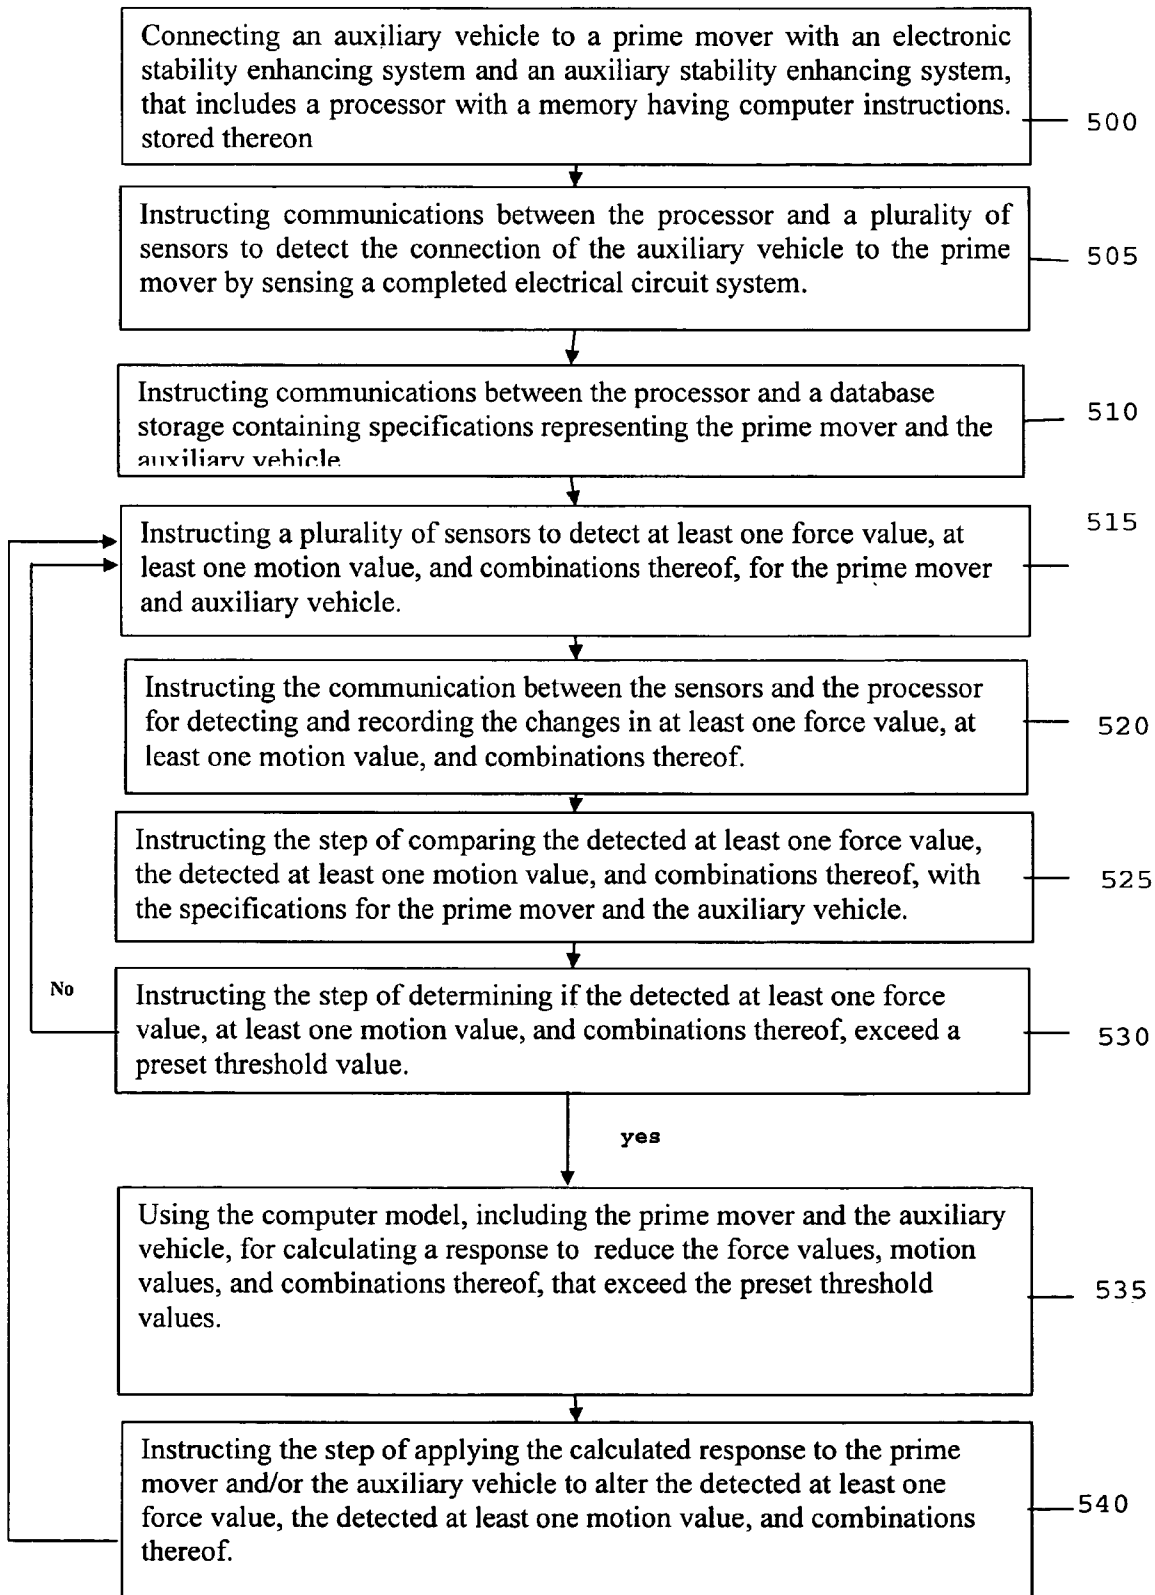 Connecting an auxiliary vehicle to a prime mover with an electronic
stability enhancing system and an auxiliary stability enhancing system,
that includes a processor with a memory having computer instructions.
stored thereon
500
Instructing communications between the processor and a plurality of
sensors to detect the connection of the auxiliary vehicle to the prime
mover by sensing a completed electrical circuit system.
505
Instructing communications between the processor and a database
storage containing specifications representing the prime mover and the
auxiliary vehicle
510
Instructing a plurality of sensors to detect at least one force value, at
least one motion value, and combinations thereof, for the prime mover
and auxiliary vehicle.
515
Instructing the communication between the sensors and the processor
for detecting and recording the changes in at least one force value, at
least one motion value, and combinations thereof.
520
Instructing the step of comparing the detected at least one force value,
the detected at least one motion value, and combinations thereof, with
the specifications for the prime mover and the auxiliary vehicle.
525
No
Instructing the step of determining if the detected at least one force
value, at least one motion value, and combinations thereof, exceed a
preset threshold value.
530
yes
Using the computer model, including the prime mover and the auxiliary
vehicle, for calculating a response to reduce the force values, motion
values, and combinations thereof, that exceed the preset threshold
values.
535
Instructing the step of applying the calculated response to the prime
mover and/or the auxiliary vehicle to alter the detected at least one
force value, the detected at least one motion value, and combinations
thereof.
540